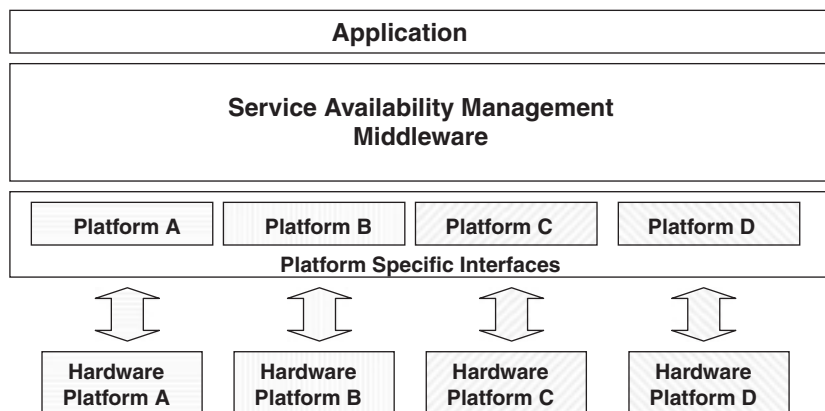 Application
Service Availability Management
Middleware
Platform A
Platform B
Platform C
Platform D
Platform Specific Interfaces
Hardware
Platform A
Hardware
Platform B
Hardware
Platform C
Hardware
Platform D